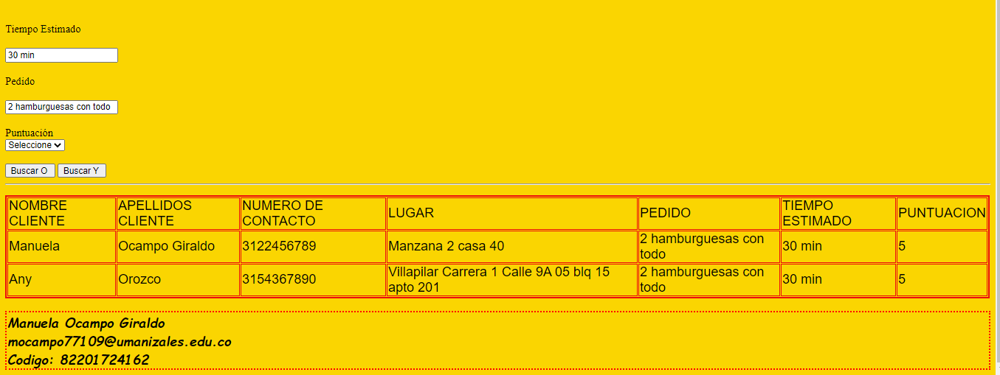 Tiempo Estimado
30 min
Pedido
2 hamburguesas con todo
Puntuación
Seleccione
Buscar O Buscar Y
NOMBRE CLIENTE APELLIDOS CLIENTE NUMERO DE CONTACTO LUGAR PEDIDO TIEMPO ESTIMADO PUNTUACION
Manuela Ocampo Giraldo 3122456789 Manzana 2 casa 40 2 hamburguesas con todo 30 min 5
Any Orozco 3154367890 Villapilar Carrera 1 Calle 9A 05 blq 15 apto 201 2 hamburguesas con todo 30 min 5
Manuela Ocampo Giraldo
mocampo77109@umanizales.edu.co
Codigo: 82201724162